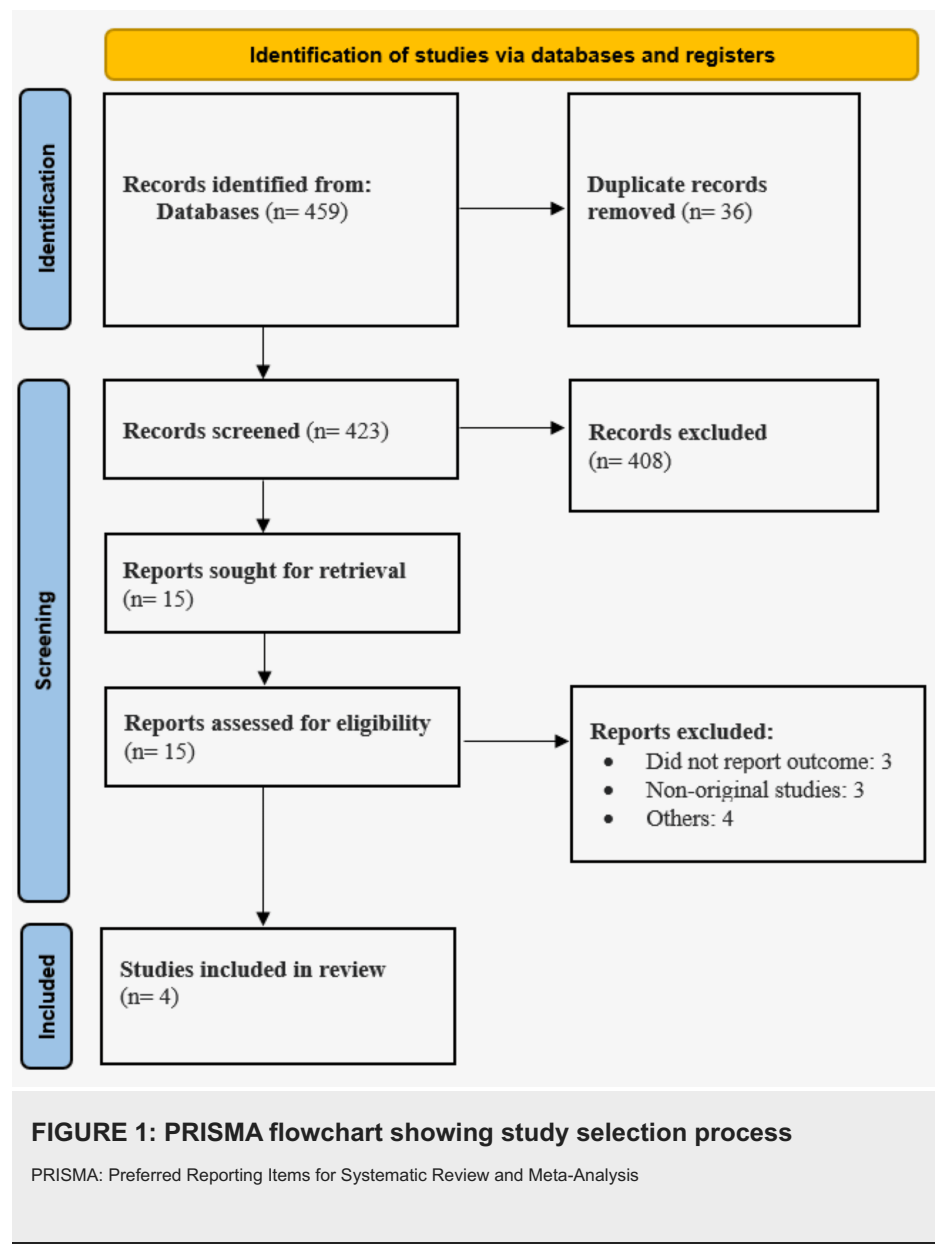 Identification of studies via databases and registers
Identification
Records identified from:
Databases (n= 459)
Duplicate records
removed (n= 36)
Screening
Records screened (n= 423)
Records excluded
(n= 408)
Reports sought for retrieval
(n= 15)
Reports assessed for eligibility
(n= 15)
Reports excluded:
• Did not report outcome: 3
• Non-original studies: 3
• Others: 4
Included
Studies included in review
(n= 4)
FIGURE 1: PRISMA flowchart showing study selection process
PRISMA: Preferred Reporting Items for Systematic Review and Meta-Analysis